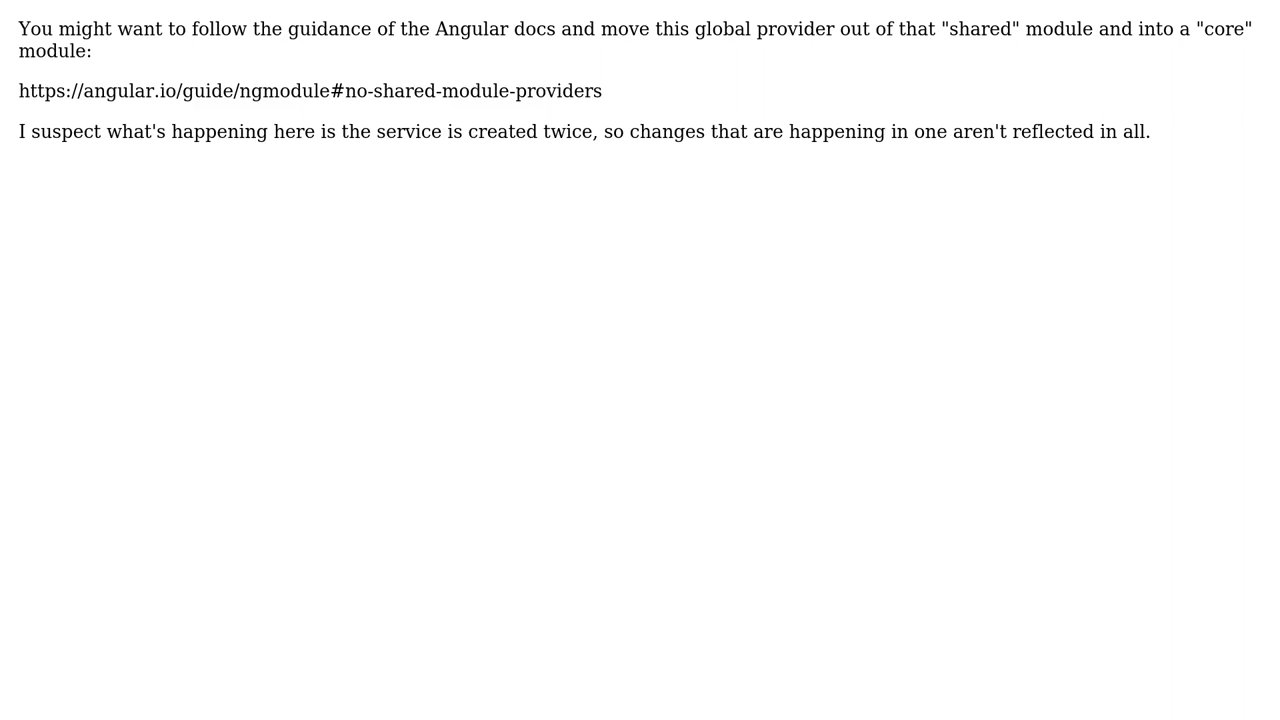 You might want to follow the guidance of the Angular docs and move this global provider out of that "shared" module and into a "core"
module:
https://angular.io/guide/ngmodule#no-shared-module-providers
I suspect what's happening here is the service is created twice, so changes that are happening in one aren't reflected in all.